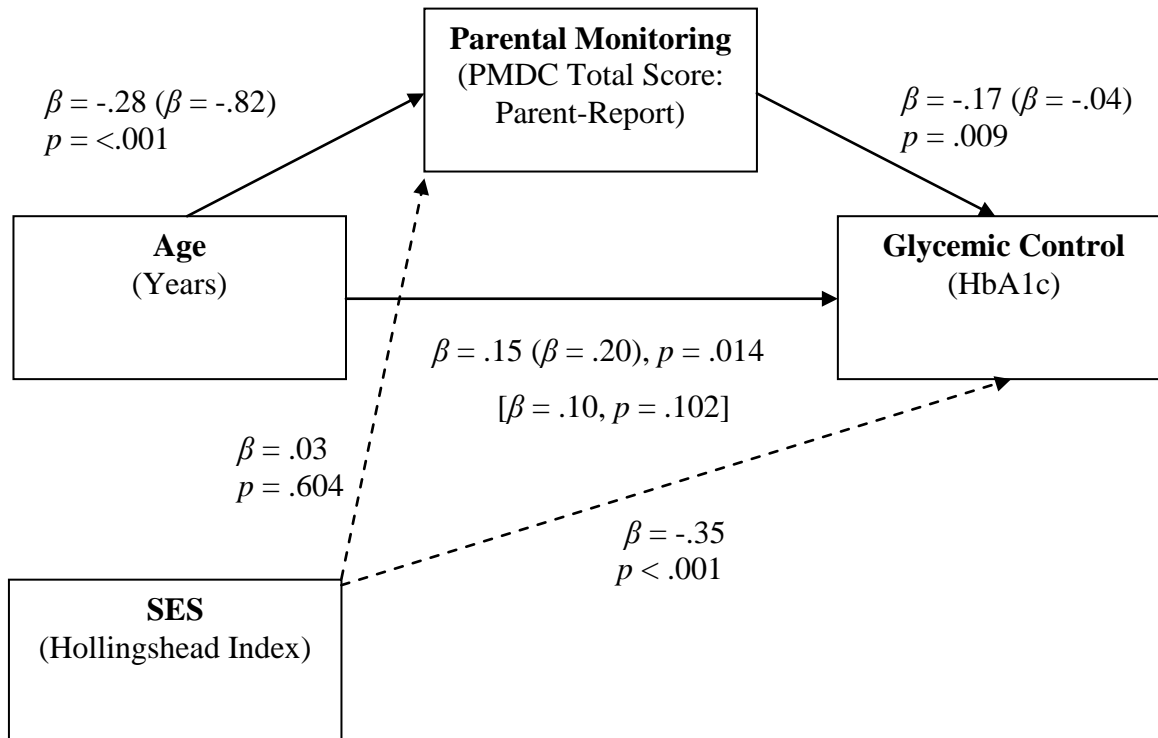 Parental Monitoring
(PMDC Total Score:
Parent-Report)
β = -.28 (β = -.82)
p = <.001
β = -.17 (β = -.04)
p = .009
Age
(Years)
Glycemic Control
(HbA1c)
β = .15 (β = .20), p = .014
[β = .10, p = .102]
β = .03
p = .604
β = -.35
p < .001
SES
(Hollingshead Index)